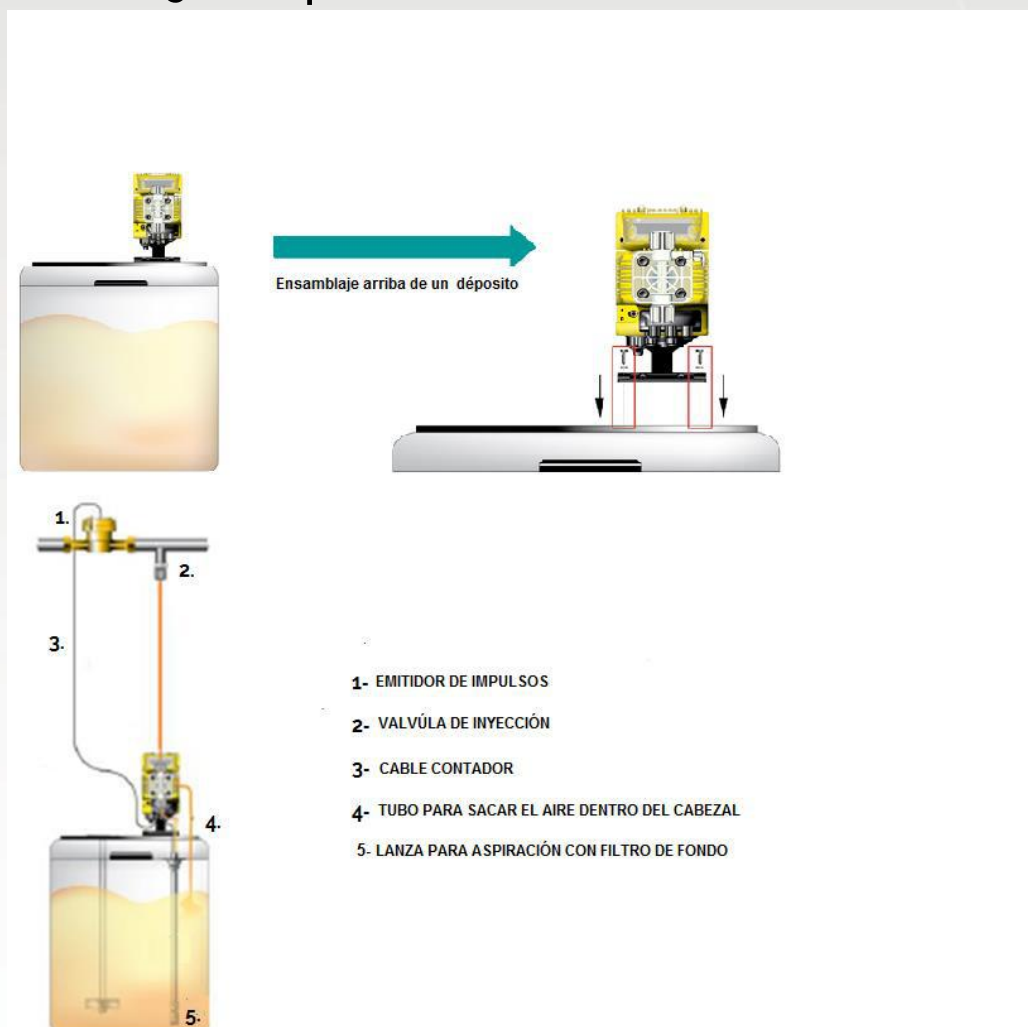 Ensamblaje arriba de un déposito
1.
2.
3.
4.
5.
1- EMITIDOR DE IMPULSOS
2- VALVÚLA DE INYECCIÓN
3- CABLE CONTADOR
4- TUBO PARA SACAR EL AIRE DENTRO DEL CABEZAL
5- LANZA PARA ASPIRACIÓN CON FILTRO DE FONDO